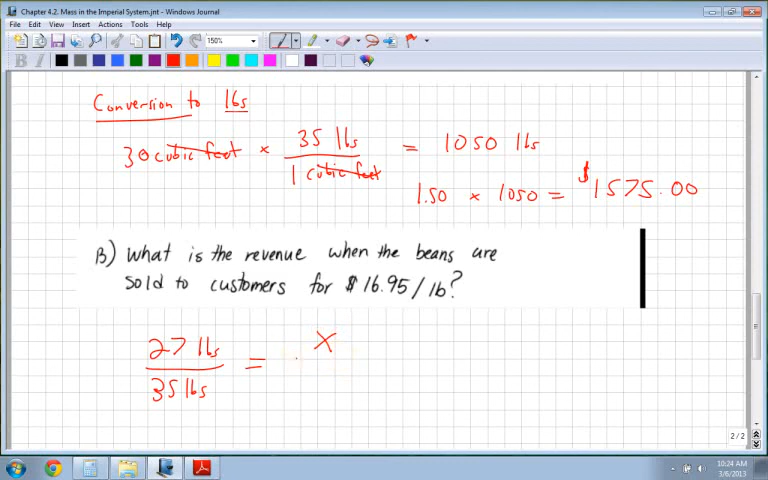 Chapter 4.2. Mass in the Imperial System.jnt - Windows Journal
File Edit View Insert Actions Tools Help
150%
B I
Conversion to lbs
30 cubic feet × 35 lbs / 1 cubic feet = 1050 lbs
1.50 × 1050 = $1575.00
B) What is the revenue when the beans are
sold to customers for $16.95/lb?
27 lbs / 35 lbs = X
2/2
10:24 AM
3/6/2013